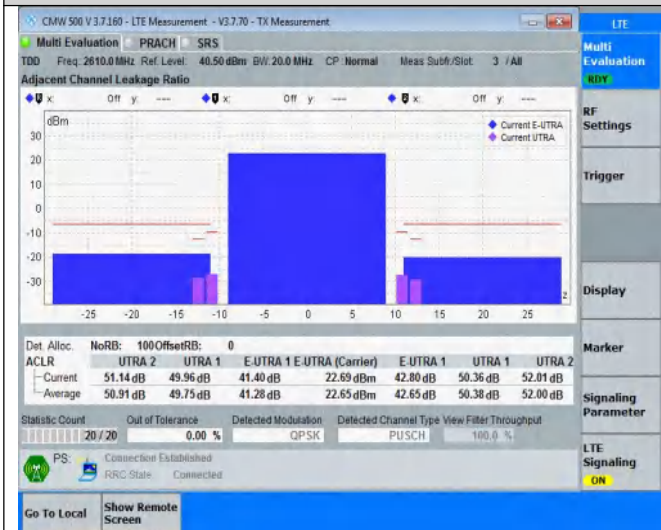 CMW 500 V 3.7.160 - LTE Measurement - V3.7.70 - TX Measurement
LTE
Multi Evaluation PRACH SRS
Multi Evaluation
RDY
TDD Freq: 2610.0 MHz Ref. Level: 40.50 dBm BW: 20.0 MHz CP: Normal Meas Subfr./Slot: 3 / All
Adjacent Channel Leakage Ratio
x: Off y: --- x: Off y: --- x: Off y: ---
dBm
Current E-UTRA
Current UTRA
30
20
10
0
-10
-20
-30
z
-25 -20 -15 -10 -5 0 5 10 15 20 25
RF Settings
Trigger
Display
Marker
Signaling Parameter
LTE Signaling
ON
Det. Alloc. NoRB: 100 OffsetRB: 0
ACLR UTRA 2 UTRA 1 E-UTRA 1 E-UTRA (Carrier) E-UTRA 1 UTRA 1 UTRA 2
Current 51.14 dB 49.96 dB 41.40 dB 22.69 dBm 42.80 dB 50.36 dB 52.01 dB
Average 50.91 dB 49.75 dB 41.28 dB 22.65 dBm 42.65 dB 50.38 dB 52.00 dB
Statistic Count Out of Tolerance Detected Modulation Detected Channel Type View Filter Throughput
20 / 20 0.00 % QPSK PUSCH 100.0 %
PS: Connection Established
RRC State Connected
Go To Local
Show Remote Screen